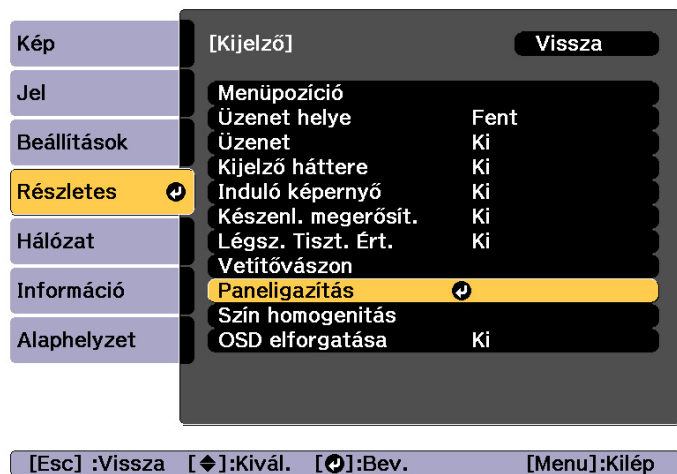 Kép
Jel
Beállítások
Részletes
Hálózat
Információ
Alaphelyzet
[Kijelző] Vissza
Menüpozíció
Üzenet helye Fent
Üzenet Ki
Kijelző háttere Ki
Induló képernyő Ki
Készenl. megerősít. Ki
Légsz. Tiszt. Ért. Ki
Vetítővászon
Paneligazítás
Szín homogenitás
OSD elforgatása Ki
[Esc] :Vissza [◆]:Kivál. [⏎]:Bev. [Menu]:Kilép